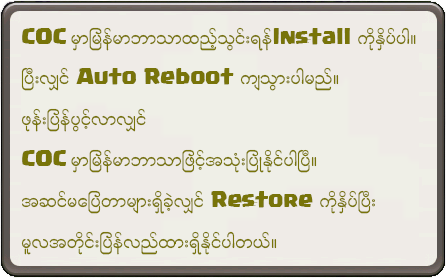 COC မှာမြန်မာဘာသာထည့်သွင်းရန်Install ကိုနှိပ်ပါ။
ပြီးလျှင် Auto Reboot ကျသွားပါမည်။
ဖုန်းပြန်ပွင့်လာလျှင်
COC မှာမြန်မာဘာသာဖြင့်အသုံးပြုနိုင်ပါပြီ။
အဆင်မပြေတာများရှိခဲ့လျှင် Restore ကိုနှိပ်ပြီး
မူလအတိုင်းပြန်လည်ထားရှိနိုင်ပါတယ်။